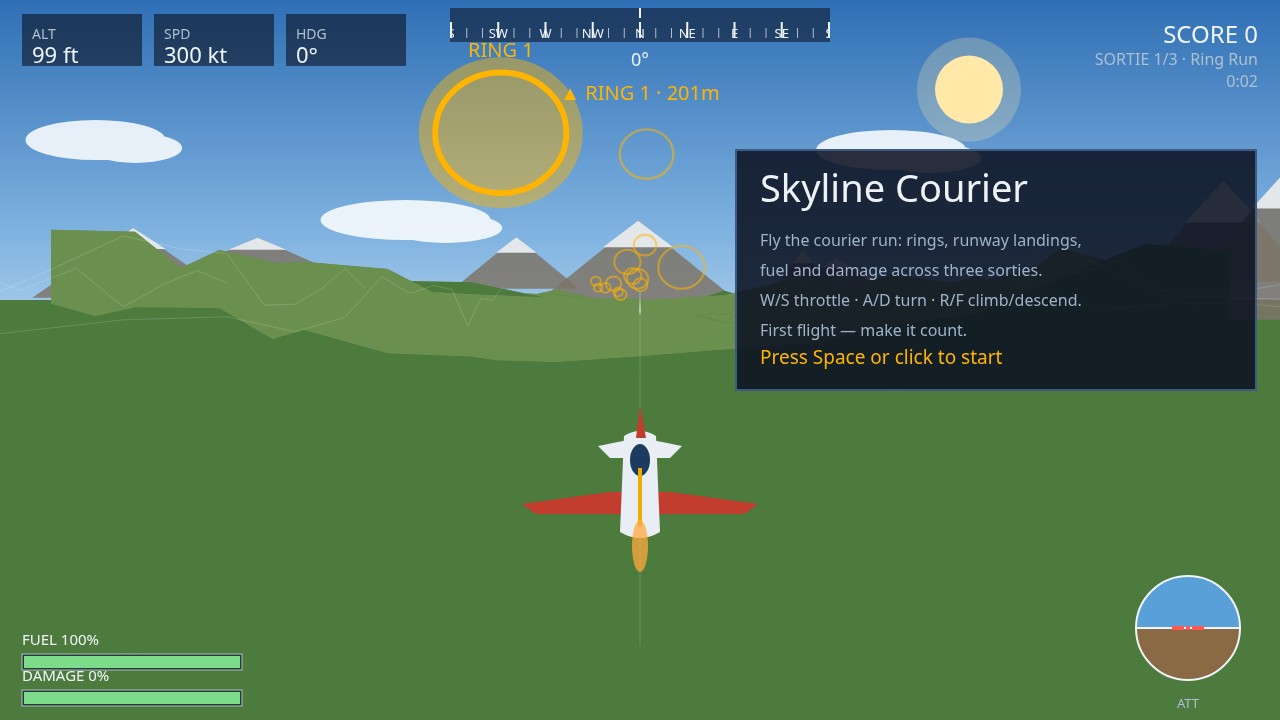 ALT
99 ft
SPD
300 kt
HDG
0°
S SW W NW N NE E SE S
0°
RING 1
▲ RING 1 · 201m
SCORE 0
SORTIE 1/3 · Ring Run
0:02
Skyline Courier
Fly the courier run: rings, runway landings,
fuel and damage across three sorties.
W/S throttle · A/D turn · R/F climb/descend.
First flight — make it count.
Press Space or click to start
FUEL 100%
DAMAGE 0%
ATT